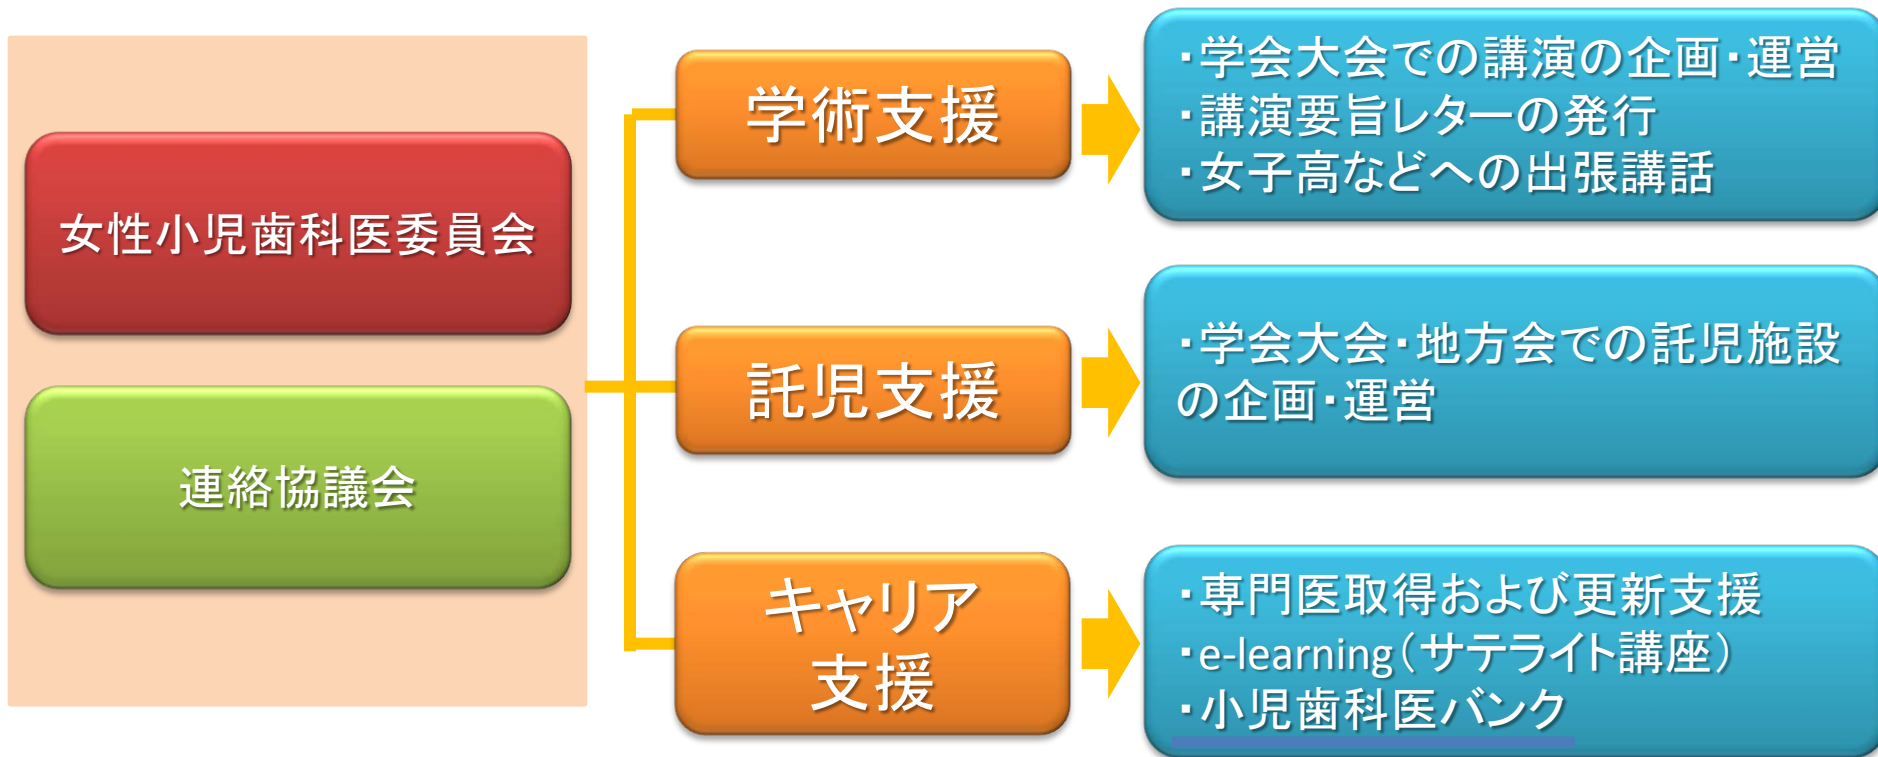 女性小児歯科医委員会
連絡協議会
学術支援
・学会大会での講演の企画・運営
・講演要旨レターの発行
・女子高などへの出張講話
託児支援
・学会大会・地方会での託児施設
の企画・運営
キャリア
支援
・専門医取得および更新支援
・e-learning(サテライト講座)
・小児歯科医バンク